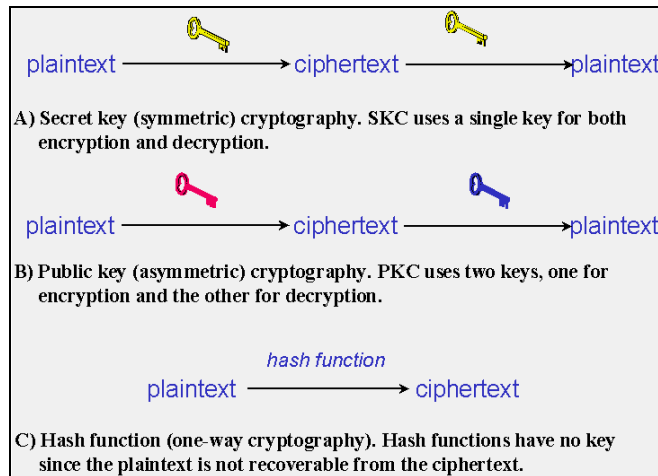 plaintext ciphertext plaintext
A) Secret key (symmetric) cryptography. SKC uses a single key for both
encryption and decryption.
plaintext ciphertext plaintext
B) Public key (asymmetric) cryptography. PKC uses two keys, one for
encryption and the other for decryption.
hash function
plaintext ciphertext
C) Hash function (one-way cryptography). Hash functions have no key
since the plaintext is not recoverable from the ciphertext.